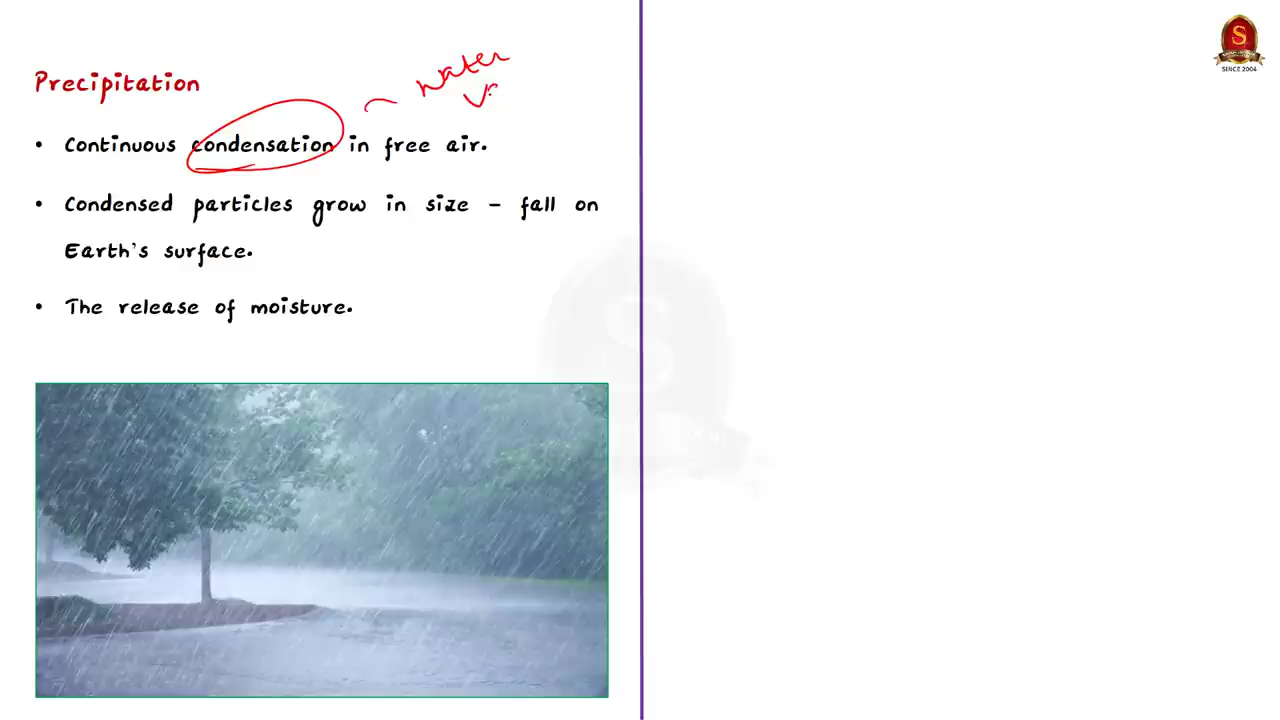 Precipitation
water
• Continuous condensation in free air.
• Condensed particles grow in size - fall on
Earth's surface.
• The release of moisture.
S
SINCE 2004